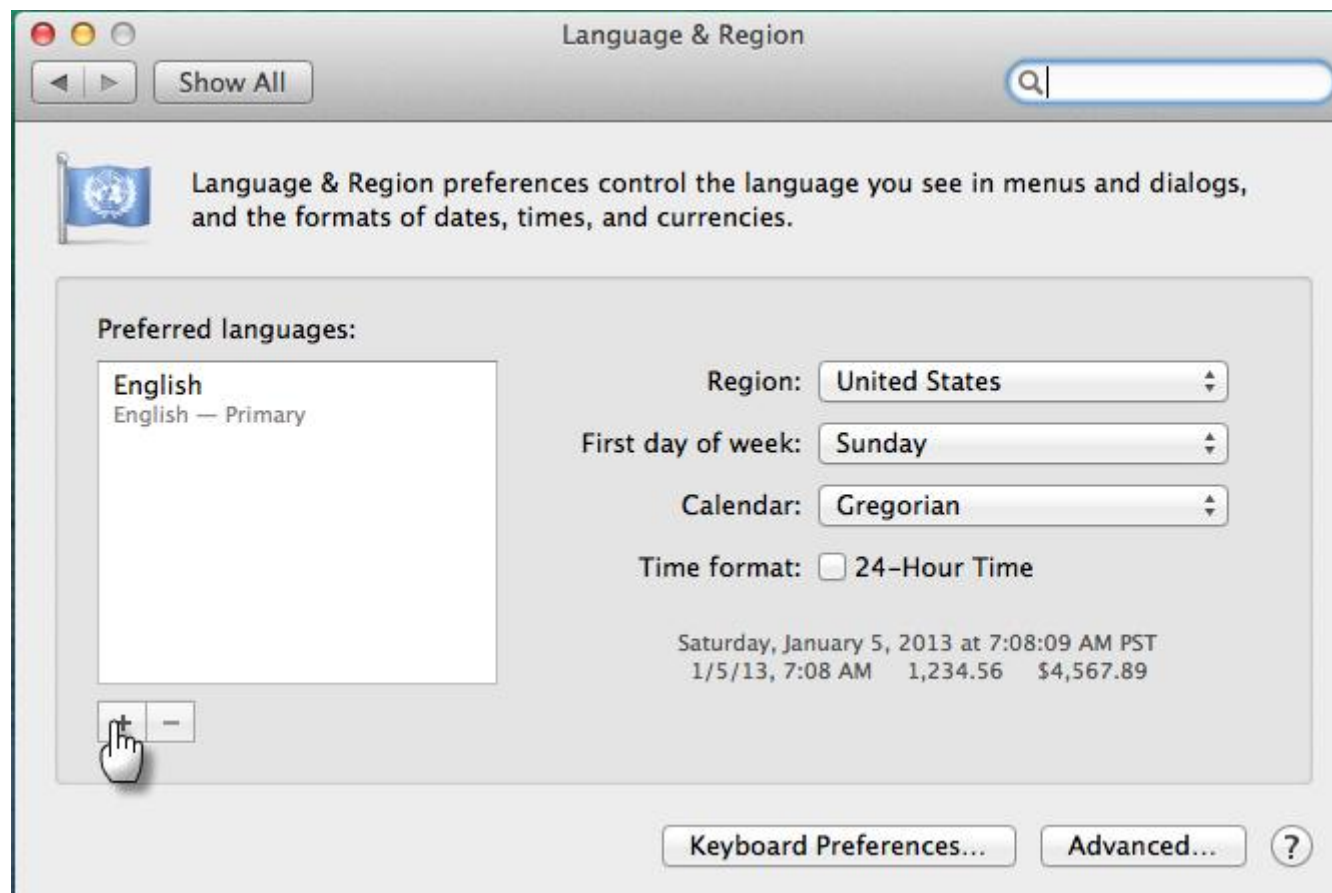 Language & Region
Show All
Language & Region preferences control the language you see in menus and dialogs,
and the formats of dates, times, and currencies.
Preferred languages:
English
English — Primary
Region: United States
First day of week: Sunday
Calendar: Gregorian
Time format: 24-Hour Time
Saturday, January 5, 2013 at 7:08:09 AM PST
1/5/13, 7:08 AM 1,234.56 $4,567.89
+ −
Keyboard Preferences... Advanced... ?